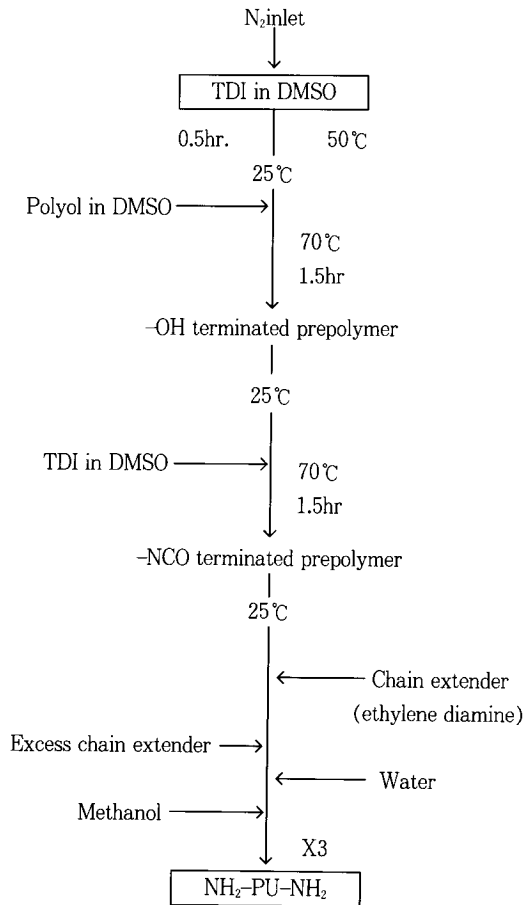 N₂inlet
TDI in DMSO
0.5hr. 50℃
25℃
Polyol in DMSO
70℃
1.5hr
-OH terminated prepolymer
25℃
TDI in DMSO
70℃
1.5hr
-NCO terminated prepolymer
25℃
Chain extender
(ethylene diamine)
Excess chain extender
Water
Methanol
X3
NH₂-PU-NH₂